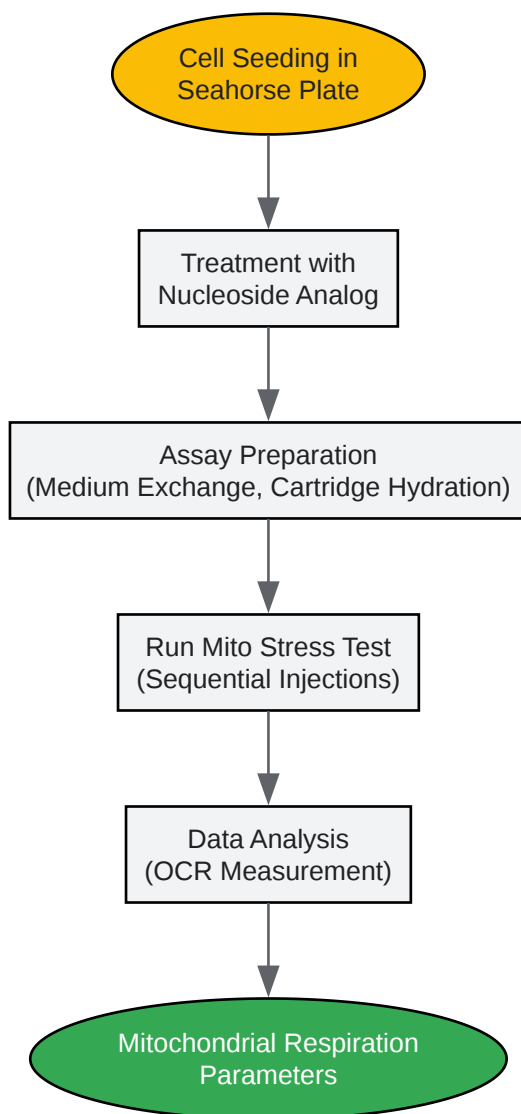 Cell Seeding in
Seahorse Plate
Treatment with
Nucleoside Analog
Assay Preparation
(Medium Exchange, Cartridge Hydration)
Run Mito Stress Test
(Sequential Injections)
Data Analysis
(OCR Measurement)
Mitochondrial Respiration
Parameters